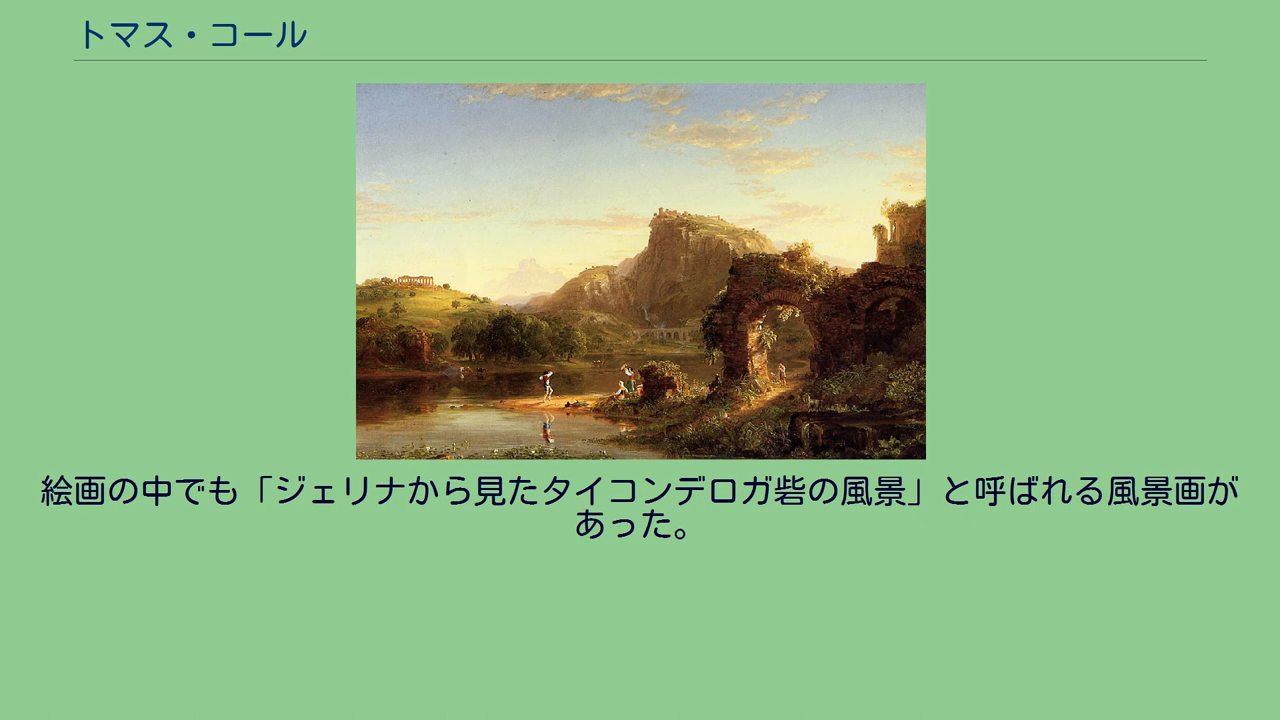 トマス・コール
絵画の中でも「ジェリナから見たタイコンデロガ砦の風景」と呼ばれる風景画が
あった。